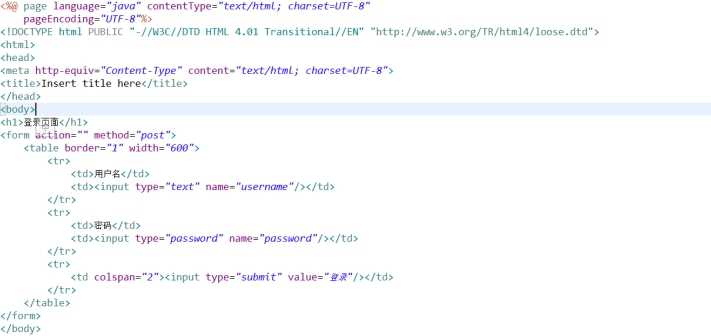 <%@ page language="java" contentType="text/html; charset=UTF-8"
    pageEncoding="UTF-8"%>
<!DOCTYPE html PUBLIC "-//W3C//DTD HTML 4.01 Transitional//EN" "http://www.w3.org/TR/html4/loose.dtd">
<html>
<head>
<meta http-equiv="Content-Type" content="text/html; charset=UTF-8">
<title>Insert title here</title>
</head>
<body>
<h1>登录页面</h1>
<form action="" method="post">
    <table border="1" width="600">
        <tr>
            <td>用户名</td>
            <td><input type="text" name="username"/></td>
        </tr>
        <tr>
            <td>密码</td>
            <td><input type="password" name="password"/></td>
        </tr>
        <tr>
            <td colspan="2"><input type="submit" value="登录"/></td>
        </tr>
    </table>
</form>
</body>